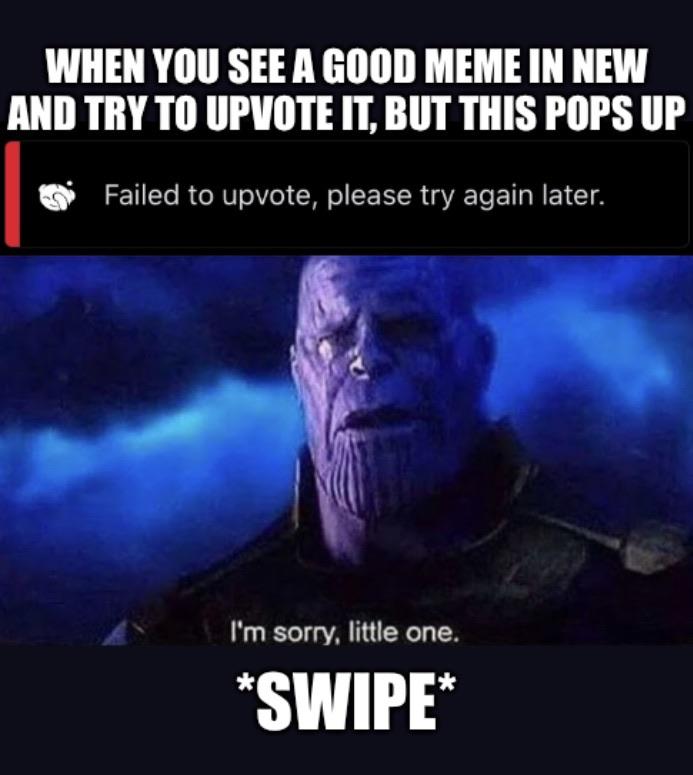 WHEN YOU SEE A GOOD MEME IN NEW
AND TRY TO UPVOTE IT, BUT THIS POPS UP
Failed to upvote, please try again later.
I'm sorry, little one.
*SWIPE*